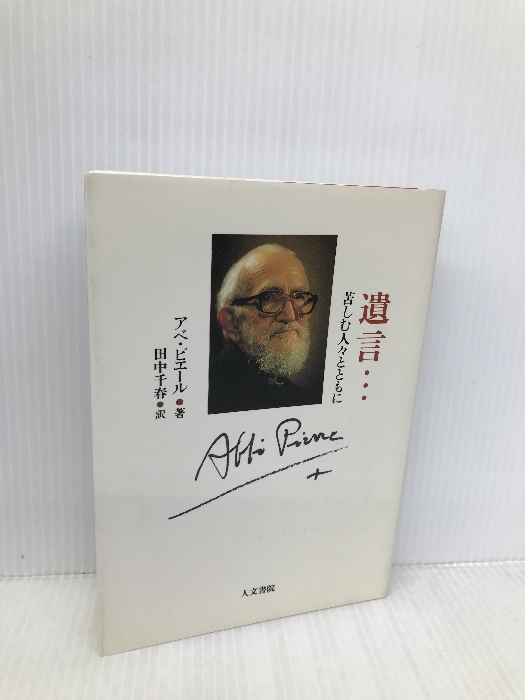 遺言…
苦しむ人々とともに
アベ・ピエール●著
田中千春●訳
Abbé Pierre
人文書院